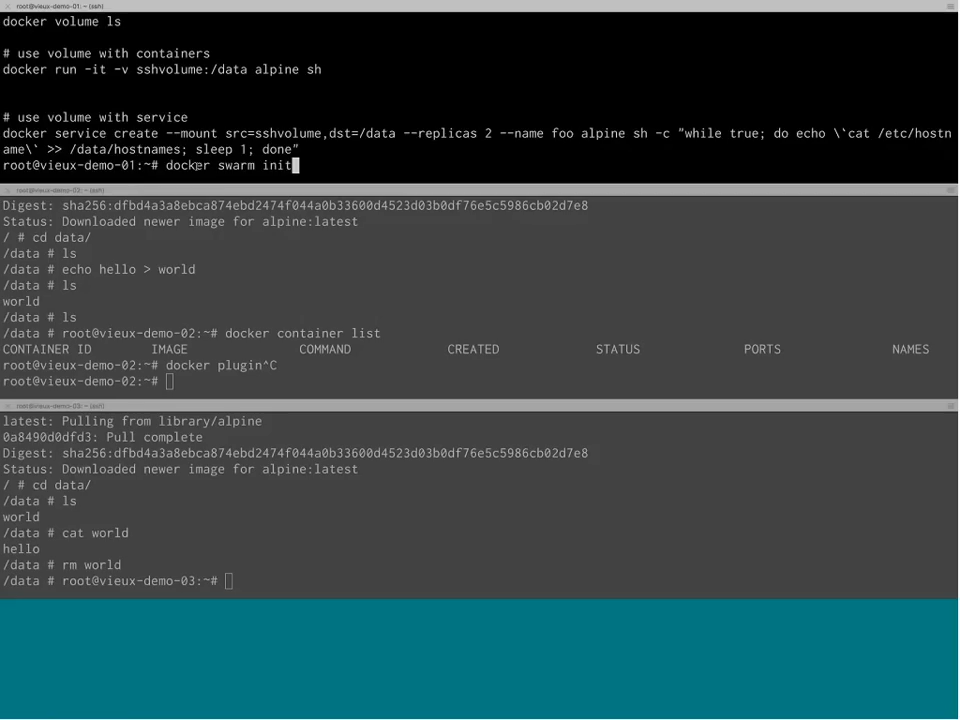 root@vieux-demo-01: ~ (ssh)
docker volume ls
# use volume with containers
docker run -it -v sshvolume:/data alpine sh
# use volume with service
docker service create --mount src=sshvolume,dst=/data --replicas 2 --name foo alpine sh -c "while true; do echo \`cat /etc/hostn
ame\` >> /data/hostnames; sleep 1; done"
root@vieux-demo-01:~# docker swarm init
root@vieux-demo-02: ~ (ssh)
Digest: sha256:dfbd4a3a8ebca874ebd2474f044a0b33600d4523d03b0df76e5c5986cb02d7e8
Status: Downloaded newer image for alpine:latest
/ # cd data/
/data # ls
/data # echo hello > world
/data # ls
world
/data # ls
/data # root@vieux-demo-02:~# docker container list
CONTAINER ID IMAGE COMMAND CREATED STATUS PORTS NAMES
root@vieux-demo-02:~# docker plugin^C
root@vieux-demo-02:~#
root@vieux-demo-03: ~ (ssh)
latest: Pulling from library/alpine
0a8490d0dfd3: Pull complete
Digest: sha256:dfbd4a3a8ebca874ebd2474f044a0b33600d4523d03b0df76e5c5986cb02d7e8
Status: Downloaded newer image for alpine:latest
/ # cd data/
/data # ls
world
/data # cat world
hello
/data # rm world
/data # root@vieux-demo-03:~#